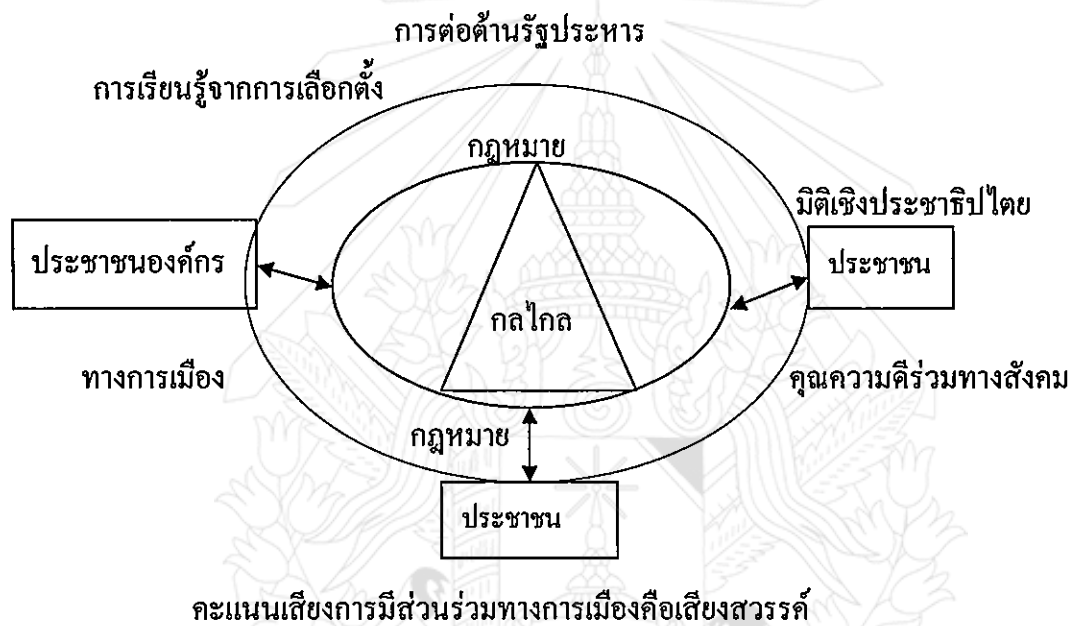 การต่อต้านรัฐประหาร
การเรียนรู้จากการเลือกตั้ง
กฎหมาย
มิติเชิงประชาธิปไตย
ประชาชนองค์กร
ประชาชน
กลไกล
ทางการเมือง
คุณความดีร่วมทางสังคม
กฎหมาย
ประชาชน
คะแนนเสียงการมีส่วนร่วมทางการเมืองคือเสียงสวรรค์